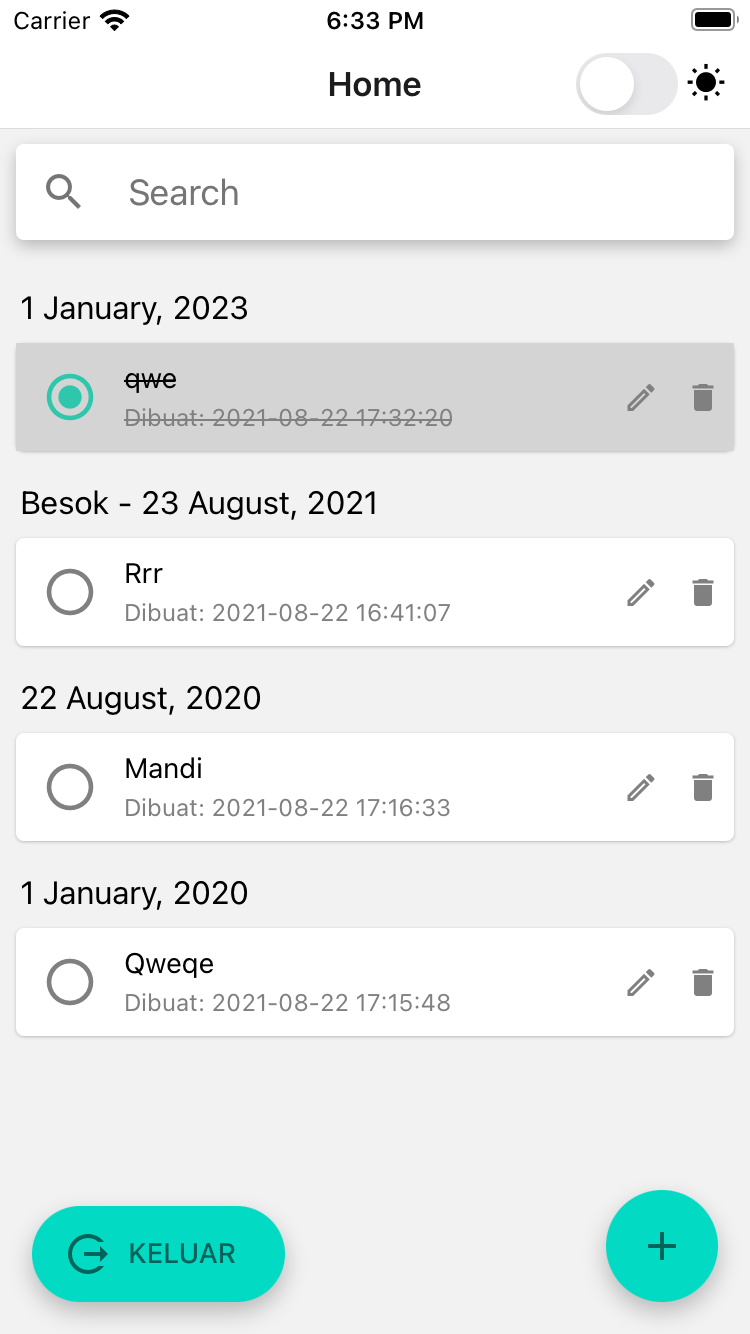 Carrier 6:33 PM
Home
Search
1 January, 2023
qwe
Dibuat: 2021-08-22 17:32:20
Besok - 23 August, 2021
Rrr
Dibuat: 2021-08-22 16:41:07
22 August, 2020
Mandi
Dibuat: 2021-08-22 17:16:33
1 January, 2020
Qweqe
Dibuat: 2021-08-22 17:15:48
KELUAR